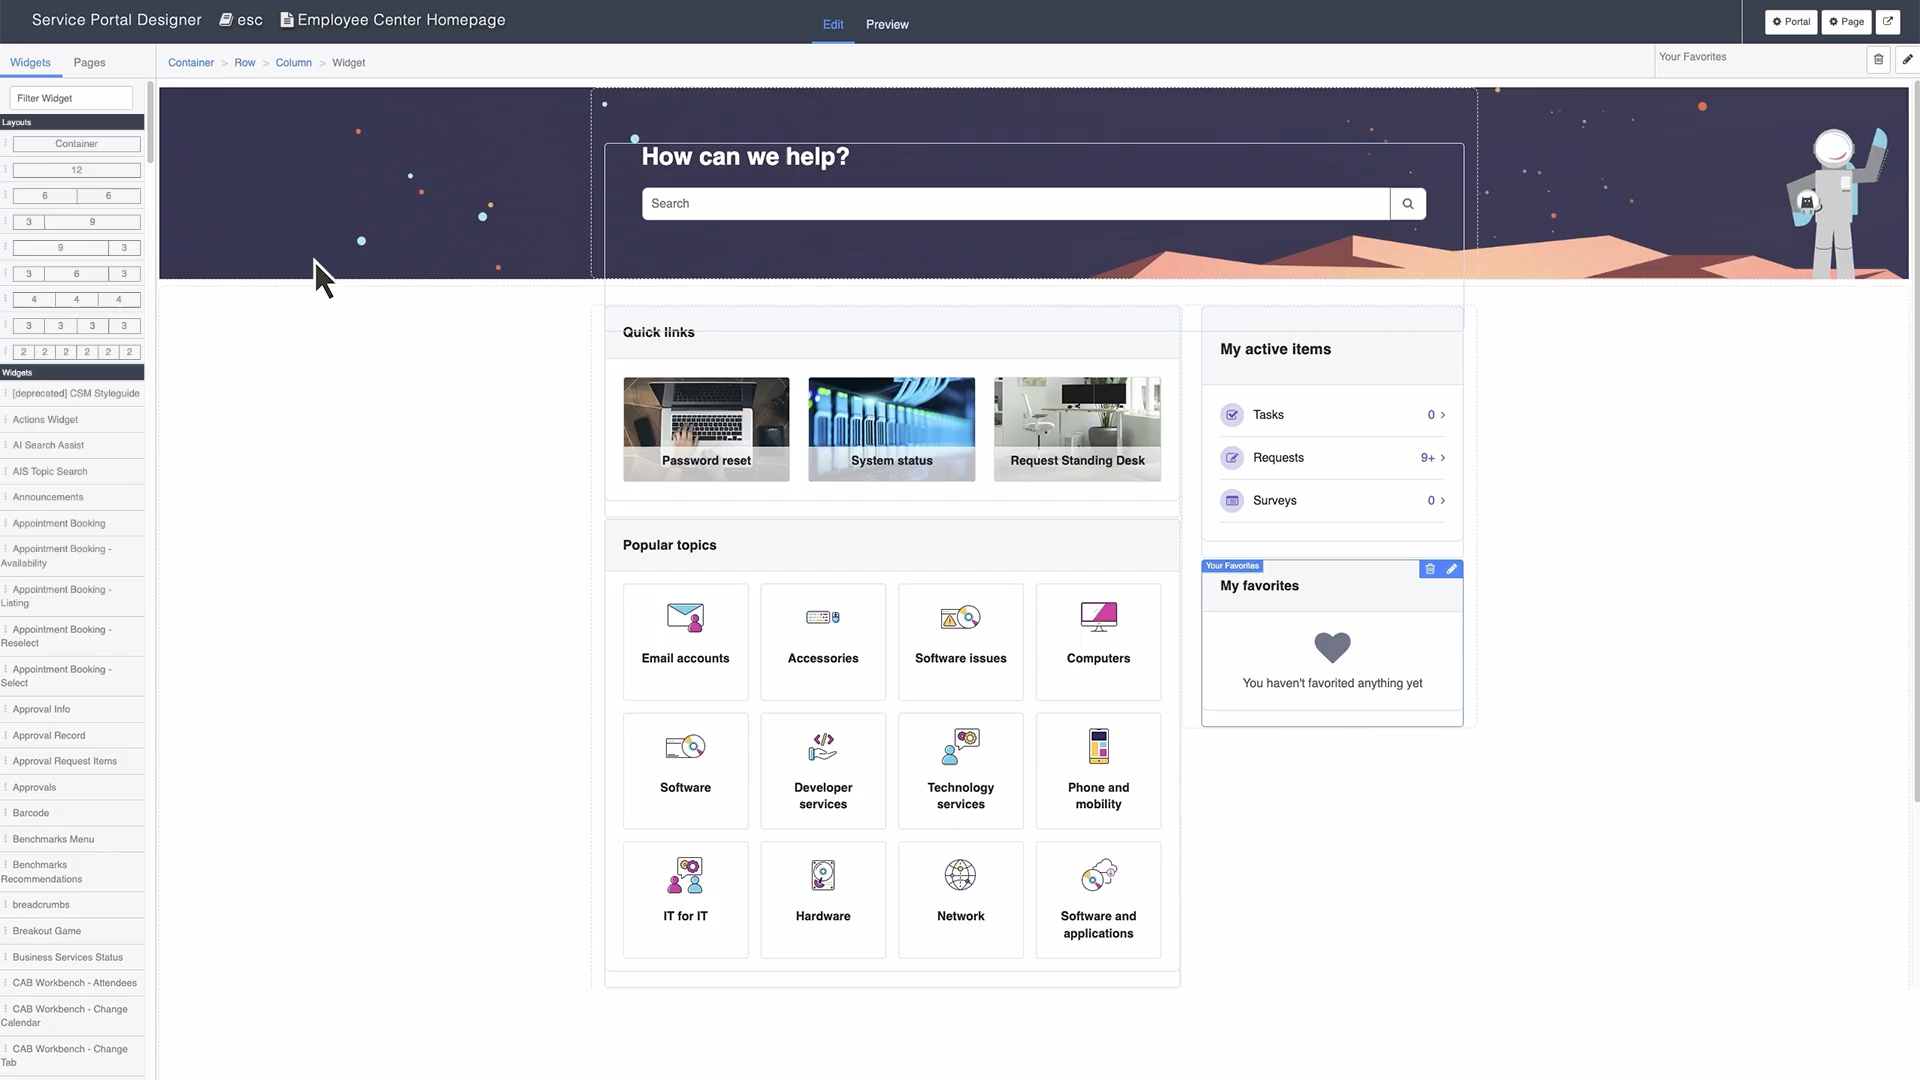 Service Portal Designer esc Employee Center Homepage
Edit Preview
Portal Page
Widgets Pages
Container > Row > Column > Widget
Your Favorites
Filter Widget
Layouts
Container
12
6 6
3 9
9 3
3 6 3
4 4 4
3 3 3 3
2 2 2 2 2 2
Widgets
[deprecated] CSM Styleguide
Actions Widget
AI Search Assist
AIS Topic Search
Announcements
Appointment Booking
Appointment Booking -
Availability
Appointment Booking -
Listing
Appointment Booking -
Reselect
Appointment Booking -
Select
Approval Info
Approval Record
Approval Request Items
Approvals
Barcode
Benchmarks Menu
Benchmarks
Recommendations
breadcrumbs
Breakout Game
Business Services Status
CAB Workbench - Attendees
CAB Workbench - Change
Calendar
CAB Workbench - Change
Tab
How can we help?
Search
Quick links
Password reset
System status
Request Standing Desk
Popular topics
Email accounts
Accessories
Software issues
Computers
Software
Developer
services
Technology
services
Phone and
mobility
IT for IT
Hardware
Network
Software and
applications
My active items
Tasks 0 >
Requests 9+ >
Surveys 0 >
Your Favorites
My favorites
You haven't favorited anything yet